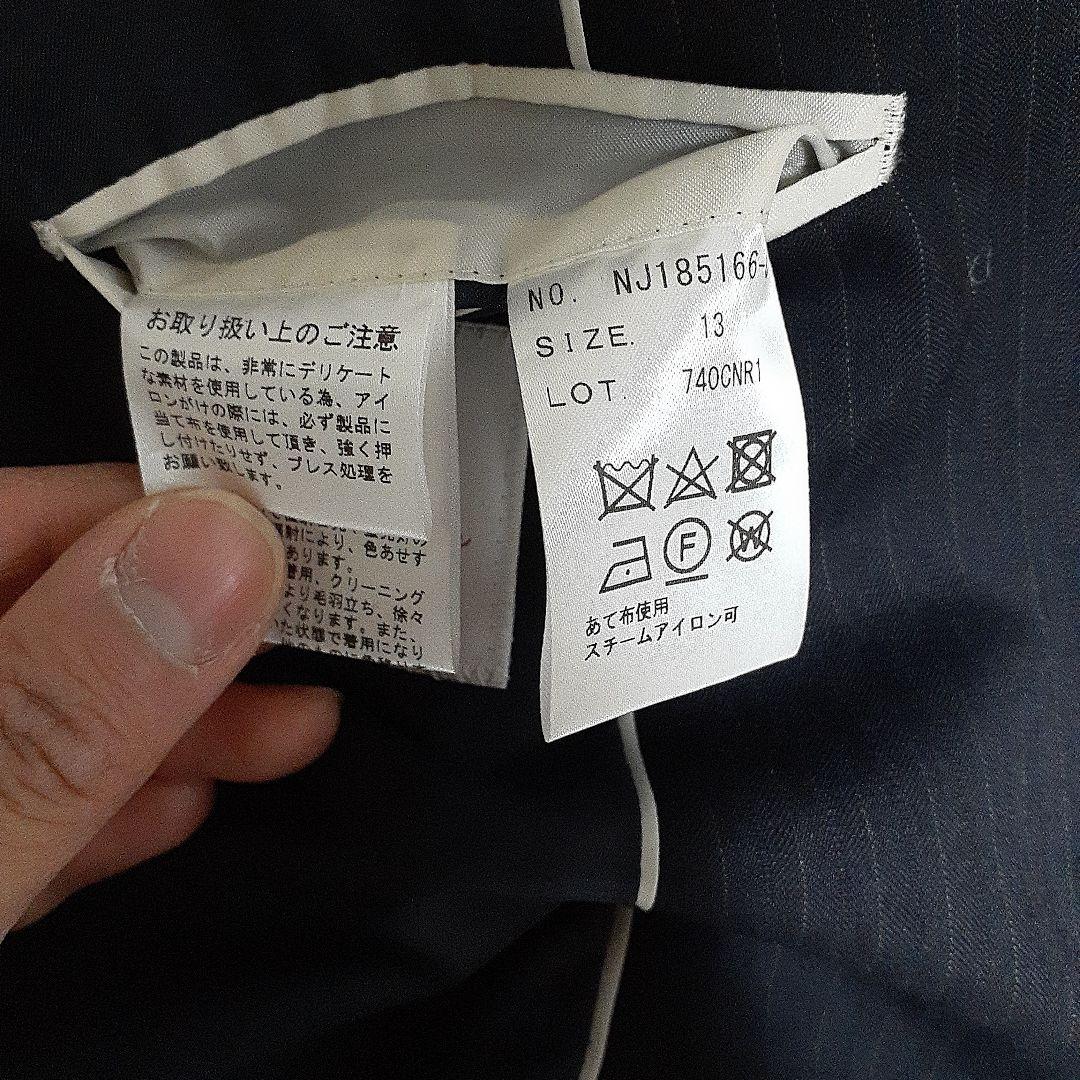 お取り扱い上のご注意
この製品は、非常にデリケート
な素材を使用している為、アイ
ロンがけの際には、必ず製品に
当て布を使用して頂き、強く押
し付けたりせず、プレス処理を
お願い致します。
射により、色あせす
あります。
着用、クリーニング
より毛羽立ち、徐々
くなります。また、
た状態で着用になり
NO. NJ185166-
SIZE. 13
LOT. 740CNR1
F
W
あて布使用
スチームアイロン可